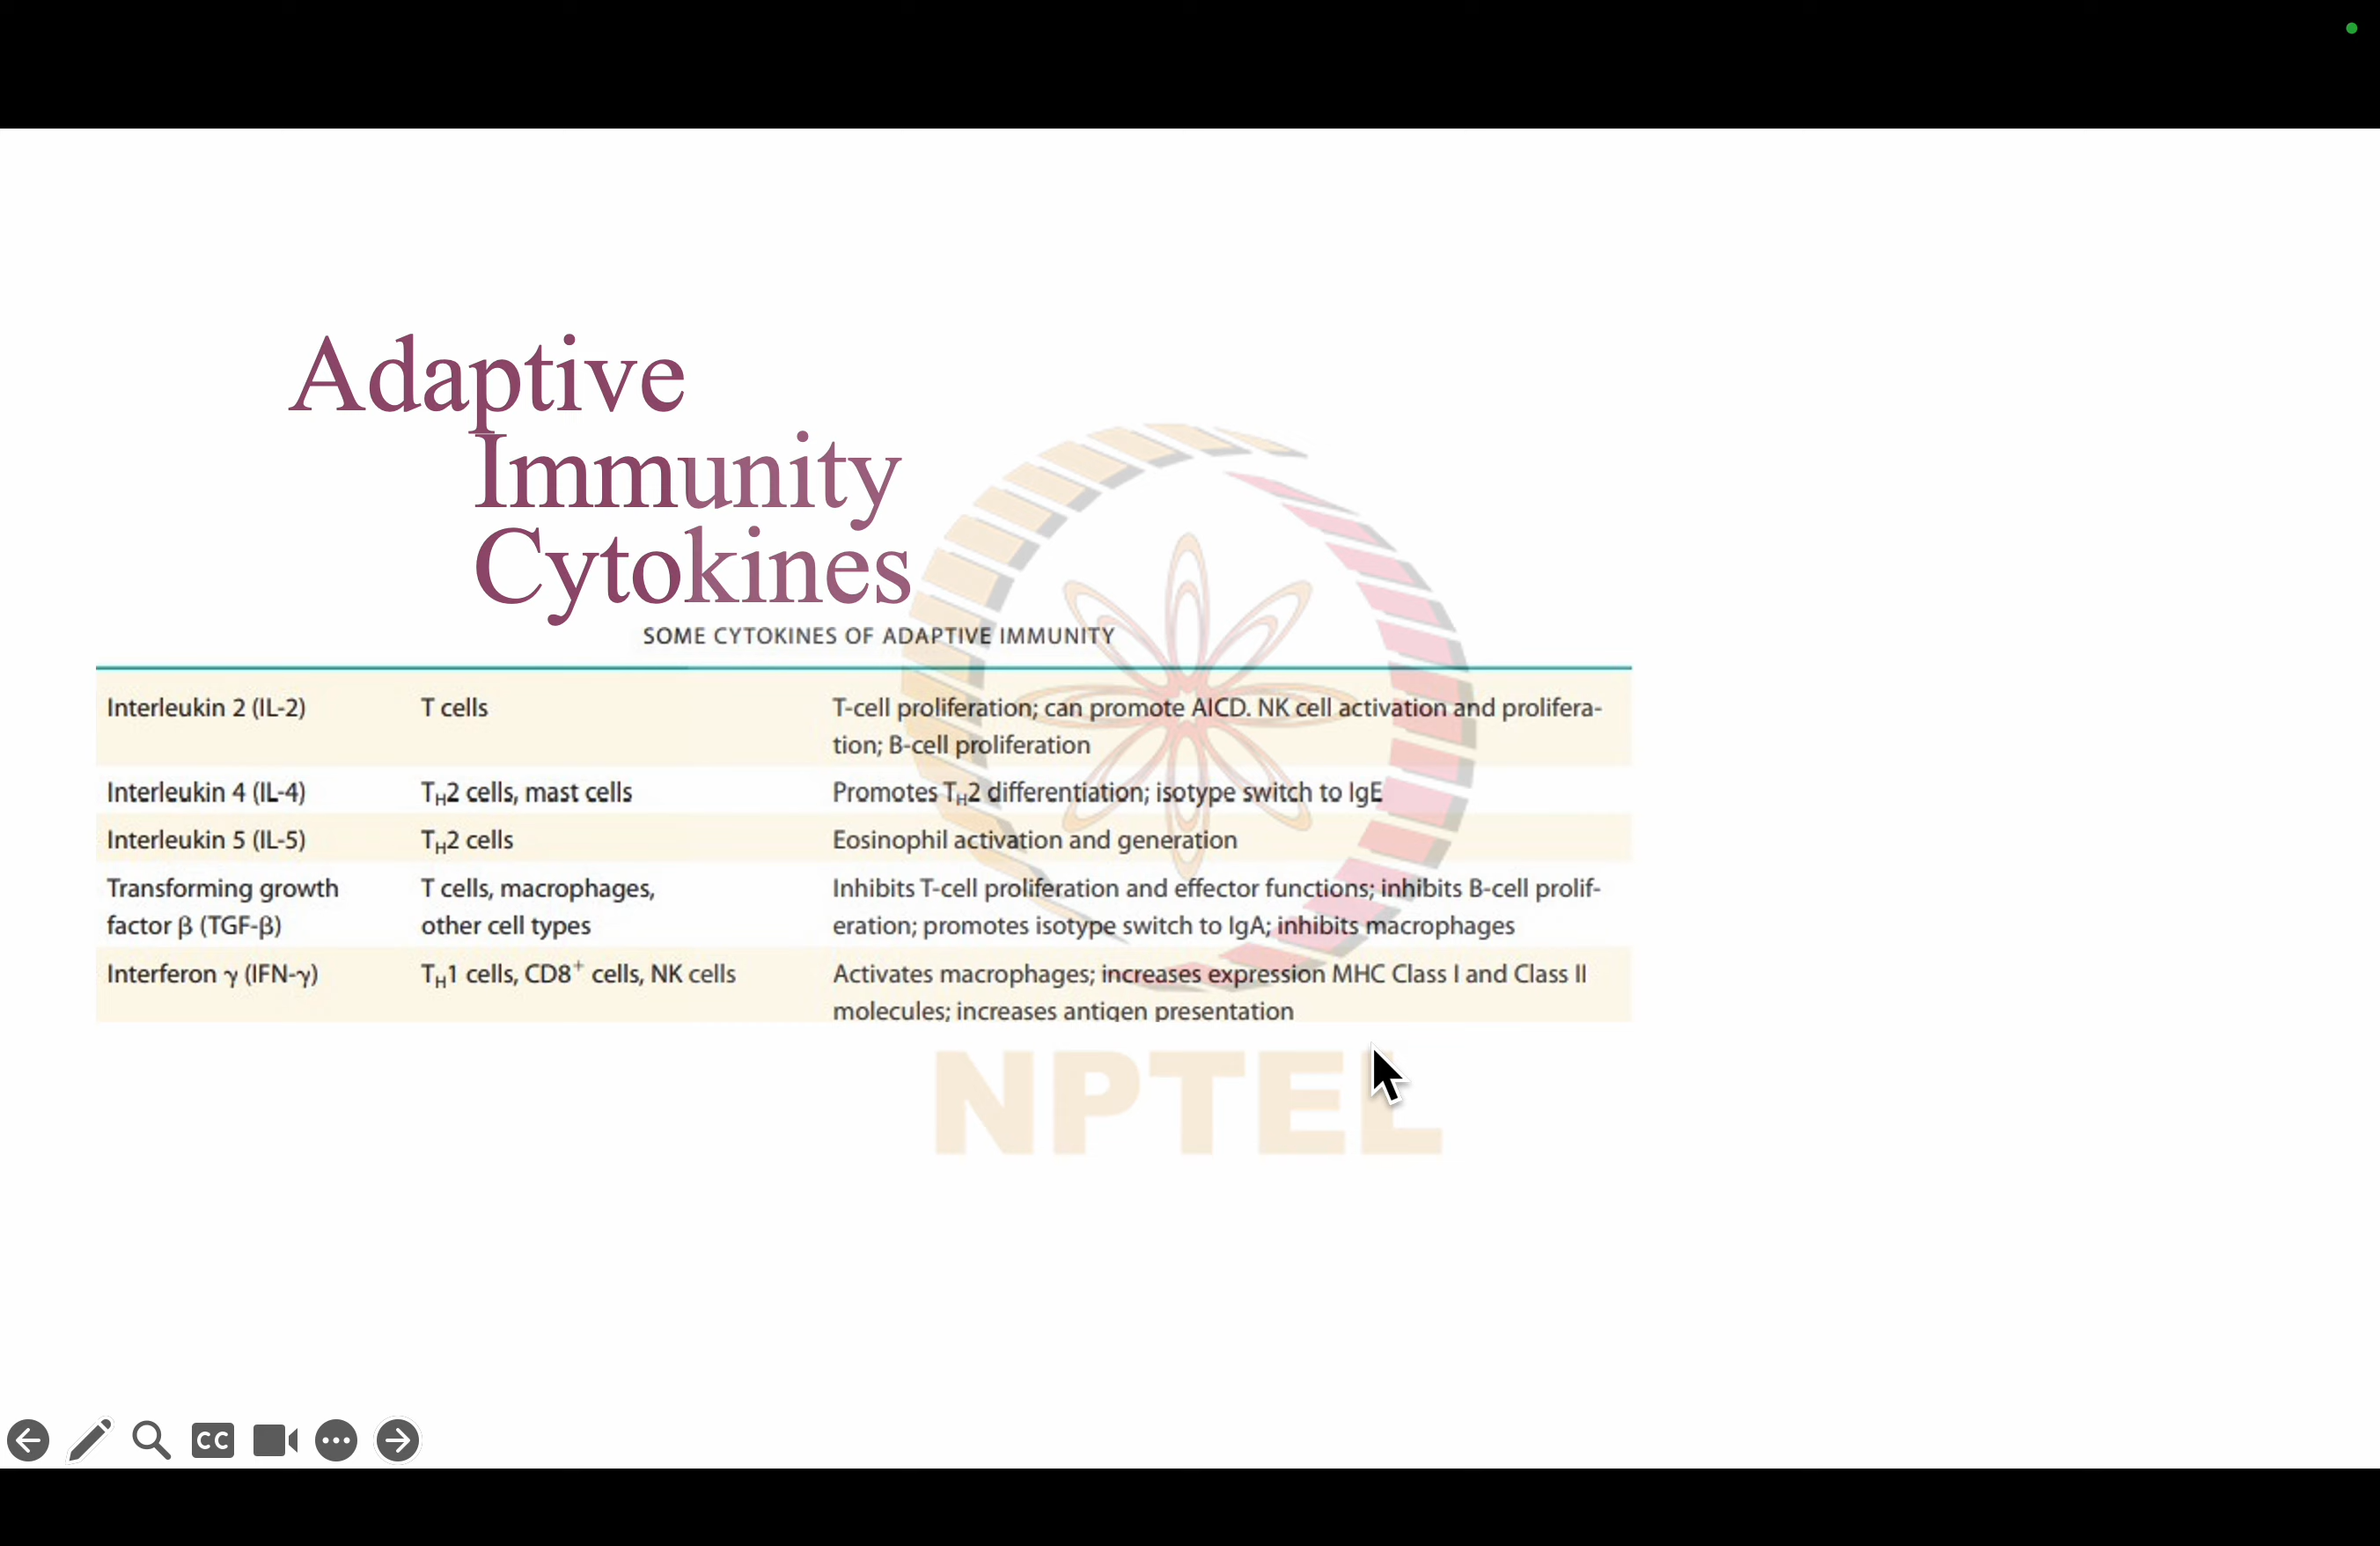 Adaptive
Immunity
Cytokines
SOME CYTOKINES OF ADAPTIVE IMMUNITY
Interleukin 2 (IL-2) T cells T-cell proliferation; can promote AICD. NK cell activation and prolifera-
tion; B-cell proliferation
Interleukin 4 (IL-4) TH2 cells, mast cells Promotes TH2 differentiation; isotype switch to IgE
Interleukin 5 (IL-5) TH2 cells Eosinophil activation and generation
Transforming growth T cells, macrophages, Inhibits T-cell proliferation and effector functions; inhibits B-cell prolif-
factor β (TGF-β) other cell types eration; promotes isotype switch to IgA; inhibits macrophages
Interferon γ (IFN-γ) TH1 cells, CD8+ cells, NK cells Activates macrophages; increases expression MHC Class I and Class II
molecules; increases antigen presentation
NPTEL
CC